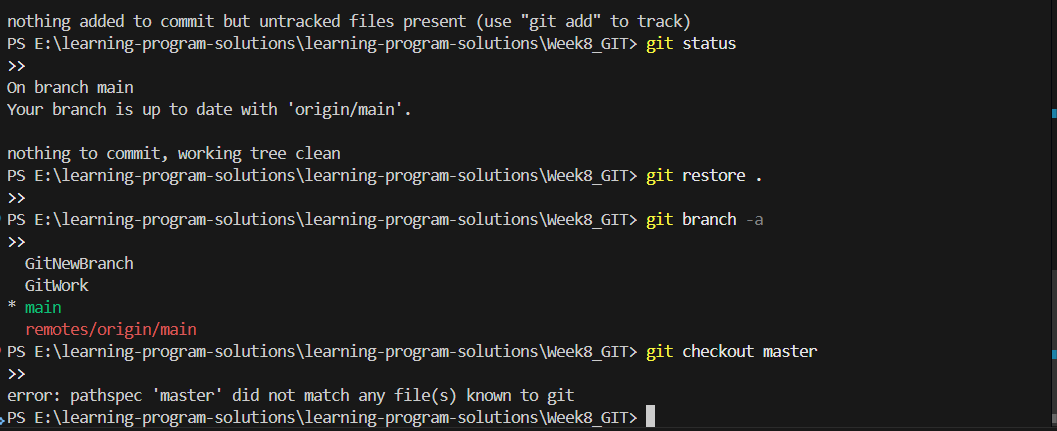 nothing added to commit but untracked files present (use "git add" to track)
PS E:\learning-program-solutions\learning-program-solutions\Week8_GIT> git status
>>
On branch main
Your branch is up to date with 'origin/main'.
nothing to commit, working tree clean
PS E:\learning-program-solutions\learning-program-solutions\Week8_GIT> git restore .
>>
PS E:\learning-program-solutions\learning-program-solutions\Week8_GIT> git branch -a
>>
  GitNewBranch
  GitWork
* main
  remotes/origin/main
PS E:\learning-program-solutions\learning-program-solutions\Week8_GIT> git checkout master
>>
error: pathspec 'master' did not match any file(s) known to git
PS E:\learning-program-solutions\learning-program-solutions\Week8_GIT>